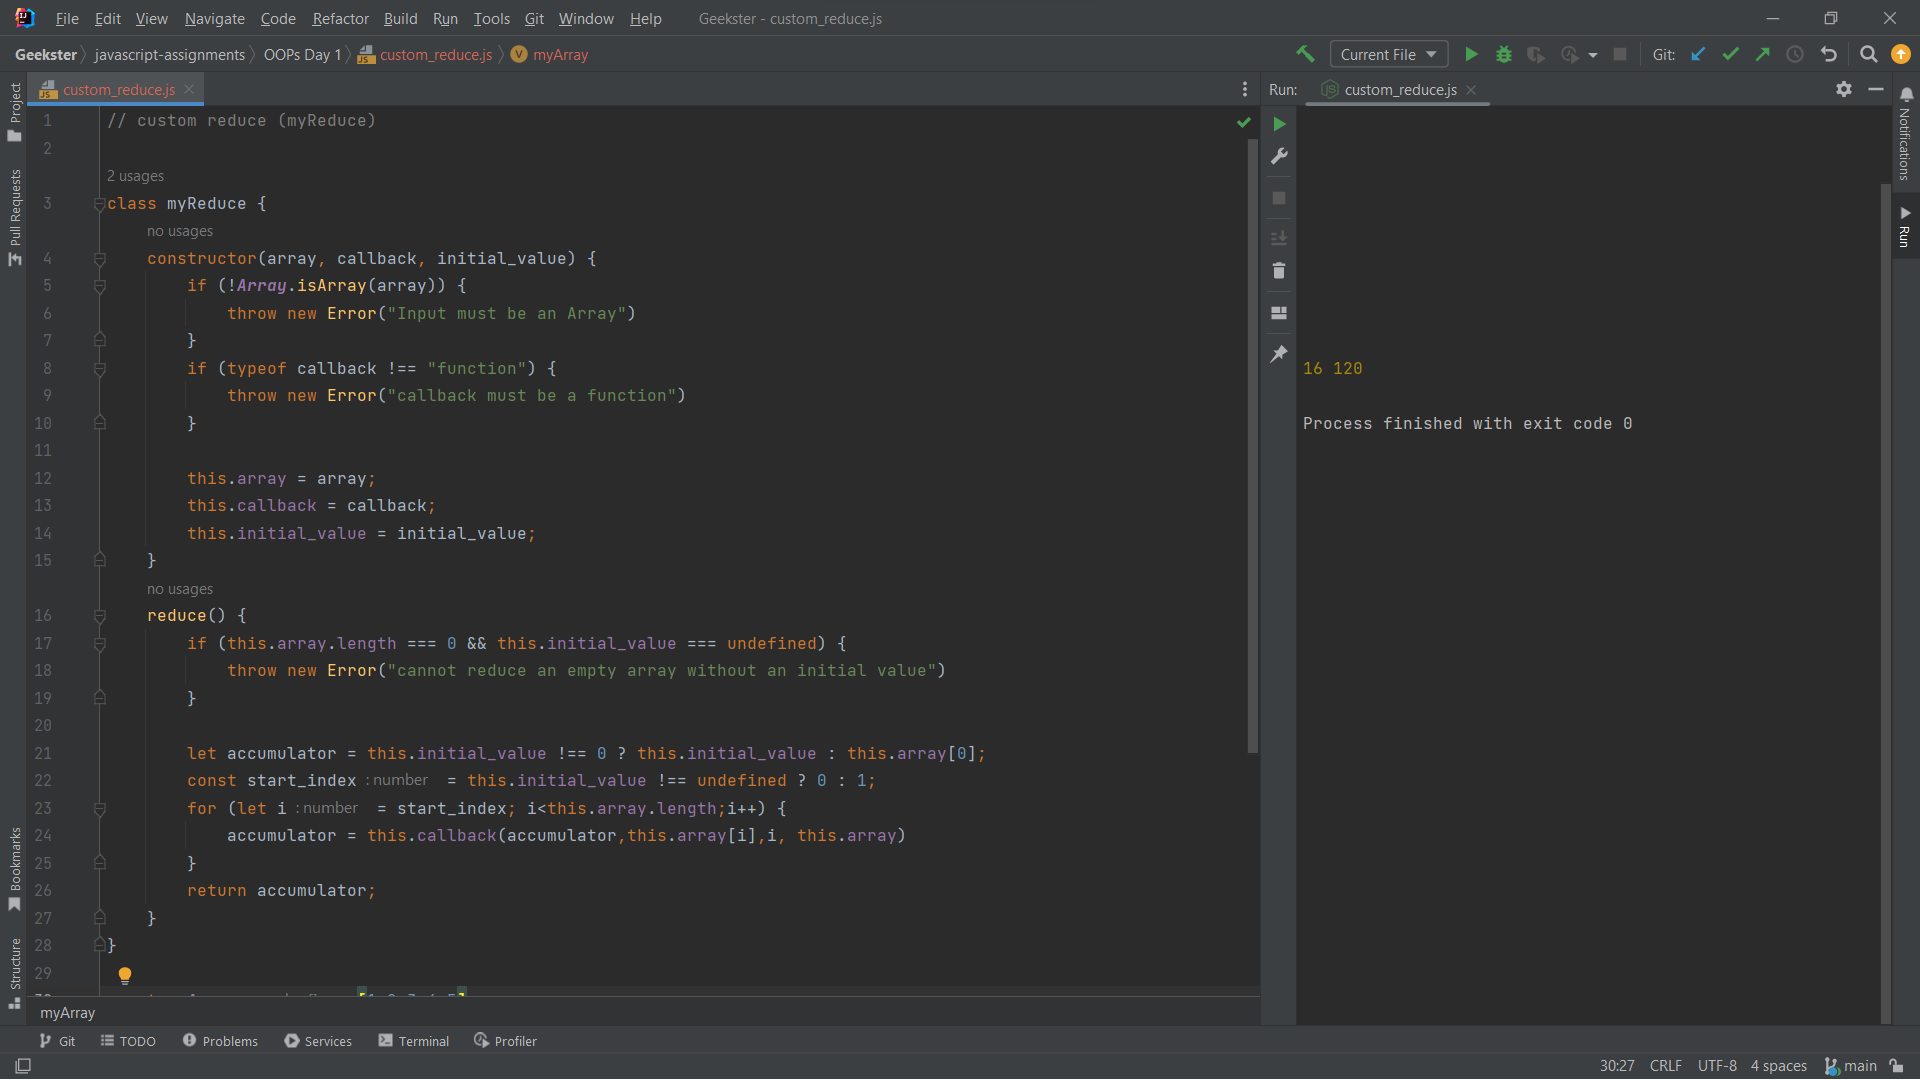 File Edit View Navigate Code Refactor Build Run Tools Git Window Help Geekster - custom_reduce.js
Geekster javascript-assignments OOPs Day 1 custom_reduce.js myArray Current File Git:
custom_reduce.js Run: custom_reduce.js
Project
Pull Requests
Bookmarks
Structure
1 // custom reduce (myReduce)
2
2 usages
3 class myReduce {
no usages
4 constructor(array, callback, initial_value) {
5 if (!Array.isArray(array)) {
6 throw new Error("Input must be an Array")
7 }
8 if (typeof callback !== "function") {
9 throw new Error("callback must be a function")
10 }
11
12 this.array = array;
13 this.callback = callback;
14 this.initial_value = initial_value;
15 }
no usages
16 reduce() {
17 if (this.array.length === 0 && this.initial_value === undefined) {
18 throw new Error("cannot reduce an empty array without an initial value")
19 }
20
21 let accumulator = this.initial_value !== 0 ? this.initial_value : this.array[0];
22 const start_index : number = this.initial_value !== undefined ? 0 : 1;
23 for (let i : number = start_index; i<this.array.length;i++) {
24 accumulator = this.callback(accumulator,this.array[i],i, this.array)
25 }
26 return accumulator;
27 }
28 }
29
16 120
Process finished with exit code 0
Notifications
Run
myArray
Git TODO Problems Services Terminal Profiler
30:27 CRLF UTF-8 4 spaces main